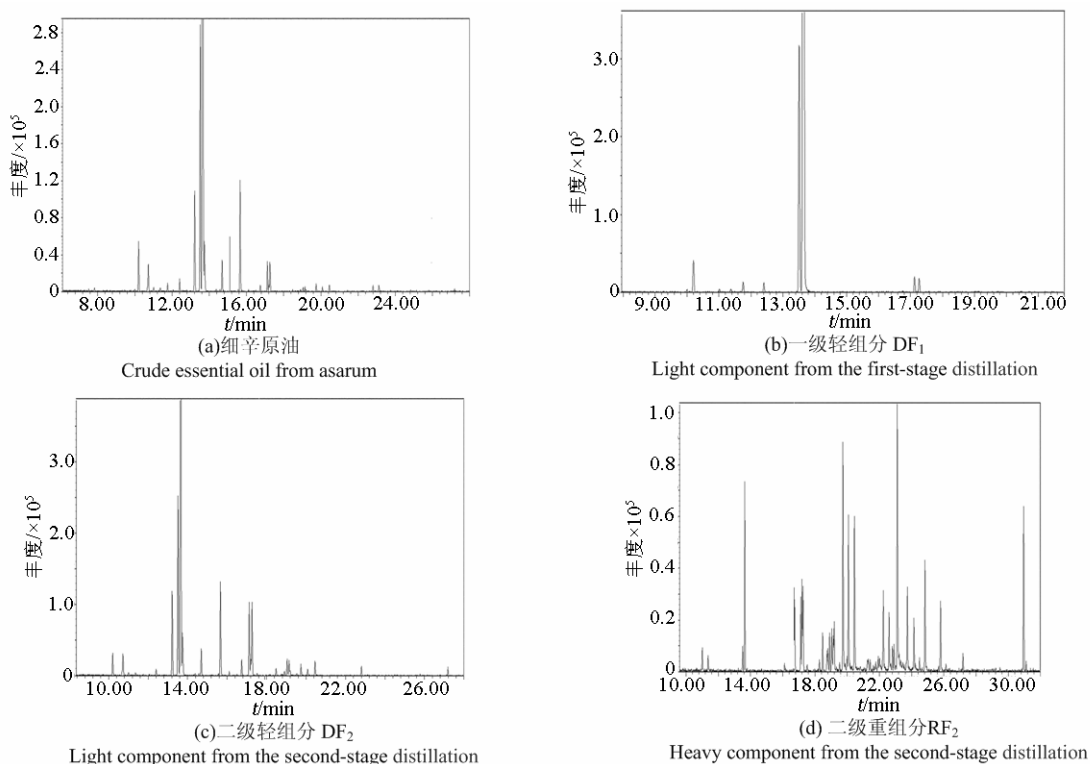 2.8
2.4
2.0
1.6
1.2
0.8
0.4
0
丰度/×10⁵
8.00 12.00 16.00 20.00 24.00
t/min
(a)细辛原油
Crude essential oil from asarum
3.0
2.0
1.0
0
丰度/×10⁵
9.00 11.00 13.00 15.00 17.00 19.00 21.00
t/min
(b)一级轻组分 DF₁
Light component from the first-stage distillation
3.0
2.0
1.0
0
丰度/×10⁵
10.00 14.00 18.00 22.00 26.00
t/min
(c)二级轻组分 DF₂
Light component from the second-stage distillation
1.0
0.8
0.6
0.4
0.2
0
丰度×10⁵
10.00 14.00 18.00 22.00 26.00 30.00
t/min
(d) 二级重组分RF₂
Heavy component from the second-stage distillation